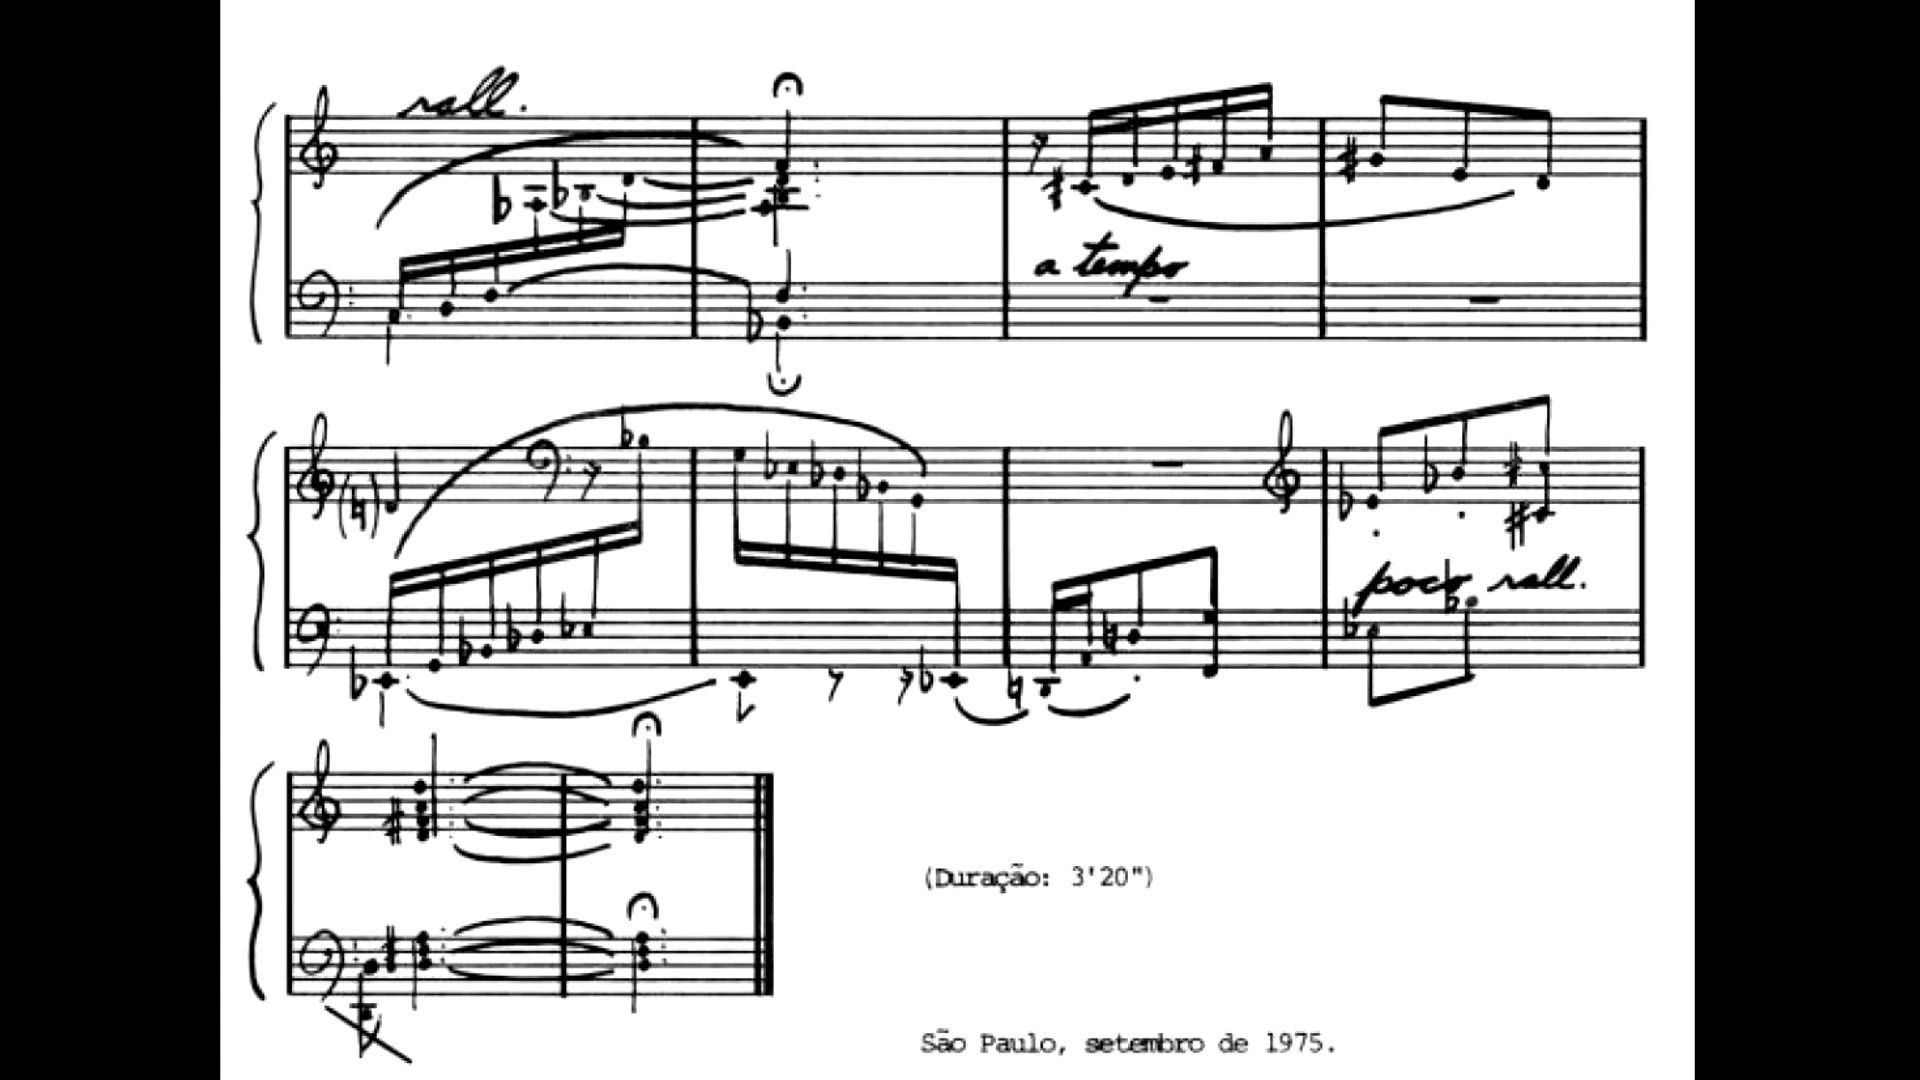 rall.
a tempo
poco rall.
(Duração: 3'20")
São Paulo, setembro de 1975.